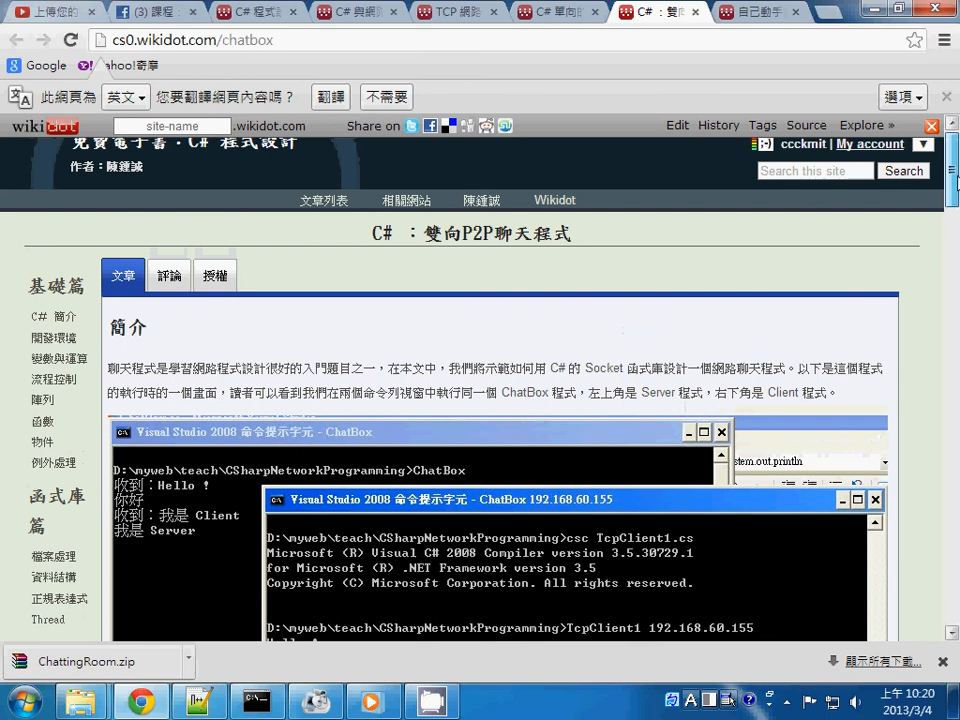 上傳您的
(3) 課程:
C# 程式設
C# 與網際
TCP 網路
C# 單向的
C# : 雙向
自己動手
cs0.wikidot.com/chatbox
Google
Yahoo!奇摩
此網頁為 英文 您要翻譯網頁內容嗎？ 翻譯 不需要 選項
wikidot site-name .wikidot.com Share on Edit History Tags Source Explore »
免費電子書：C# 程式設計
作者：陳鍾誠
ccckmit | My account
Search this site Search
文章列表 相關網站 陳鍾誠 Wikidot
C# ：雙向P2P聊天程式
文章 評論 授權
基礎篇
C# 簡介
開發環境
變數與運算
流程控制
陣列
函數
物件
例外處理
函式庫
篇
檔案處理
資料結構
正規表達式
Thread
簡介
聊天程式是學習網路程式設計很好的入門題目之一，在本文中，我們將示範如何用 C# 的 Socket 函式庫設計一個網路聊天程式。以下是這個程式
的執行時的一個畫面，讀者可以看到我們在兩個命令列視窗中執行同一個 ChatBox 程式，左上角是 Server 程式，右下角是 Client 程式。
Visual Studio 2008 命令提示字元 - ChatBox
stem.out.println
D:\myweb\teach\CSharpNetworkProgramming>ChatBox
收到：Hello !
你好
收到：我是 Client
我是 Server
Visual Studio 2008 命令提示字元 - ChatBox 192.168.60.155
D:\myweb\teach\CSharpNetworkProgramming>csc TcpClient1.cs
Microsoft (R) Visual C# 2008 Compiler version 3.5.30729.1
for Microsoft (R) .NET Framework version 3.5
Copyright (C) Microsoft Corporation. All rights reserved.
D:\myweb\teach\CSharpNetworkProgramming>TcpClient1 192.168.60.155
ChattingRoom.zip
顯示所有下載...
上午 10:20
2013/3/4